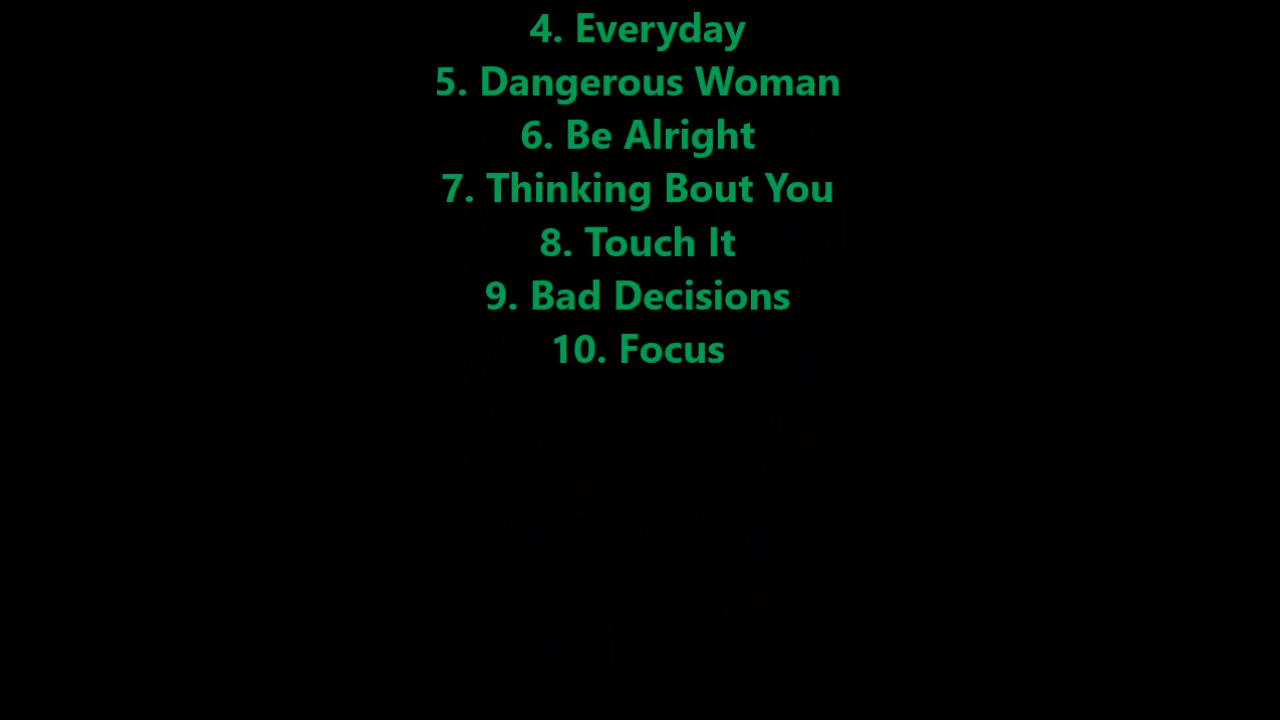 4. Everyday
5. Dangerous Woman
6. Be Alright
7. Thinking Bout You
8. Touch It
9. Bad Decisions
10. Focus